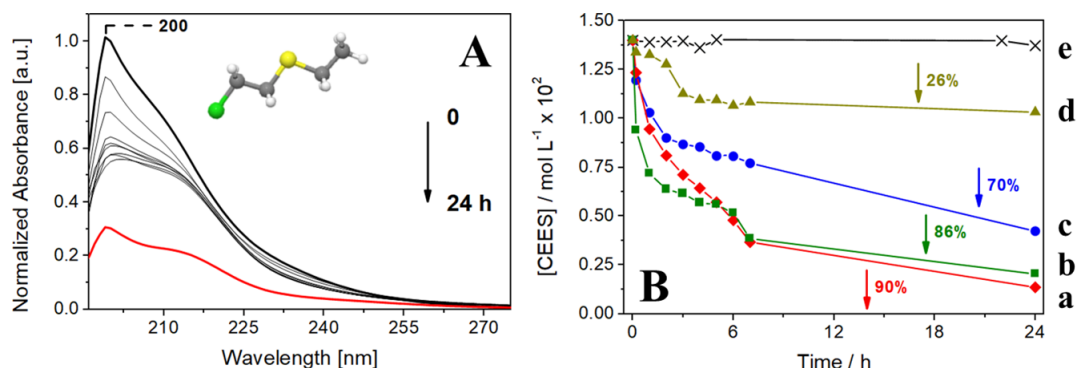 200
A
0
24 h
1.0
0.8
0.6
0.4
0.2
0.0
Normalized Absorbance [a.u.]
210 225 240 255 270
Wavelength [nm]
1.50
1.25
1.00
0.75
0.50
0.25
0.00
[CEES] / mol L⁻¹ x 10²
e
26%
d
70%
c
86%
b
90%
a
B
0 6 12 18 24
Time / h